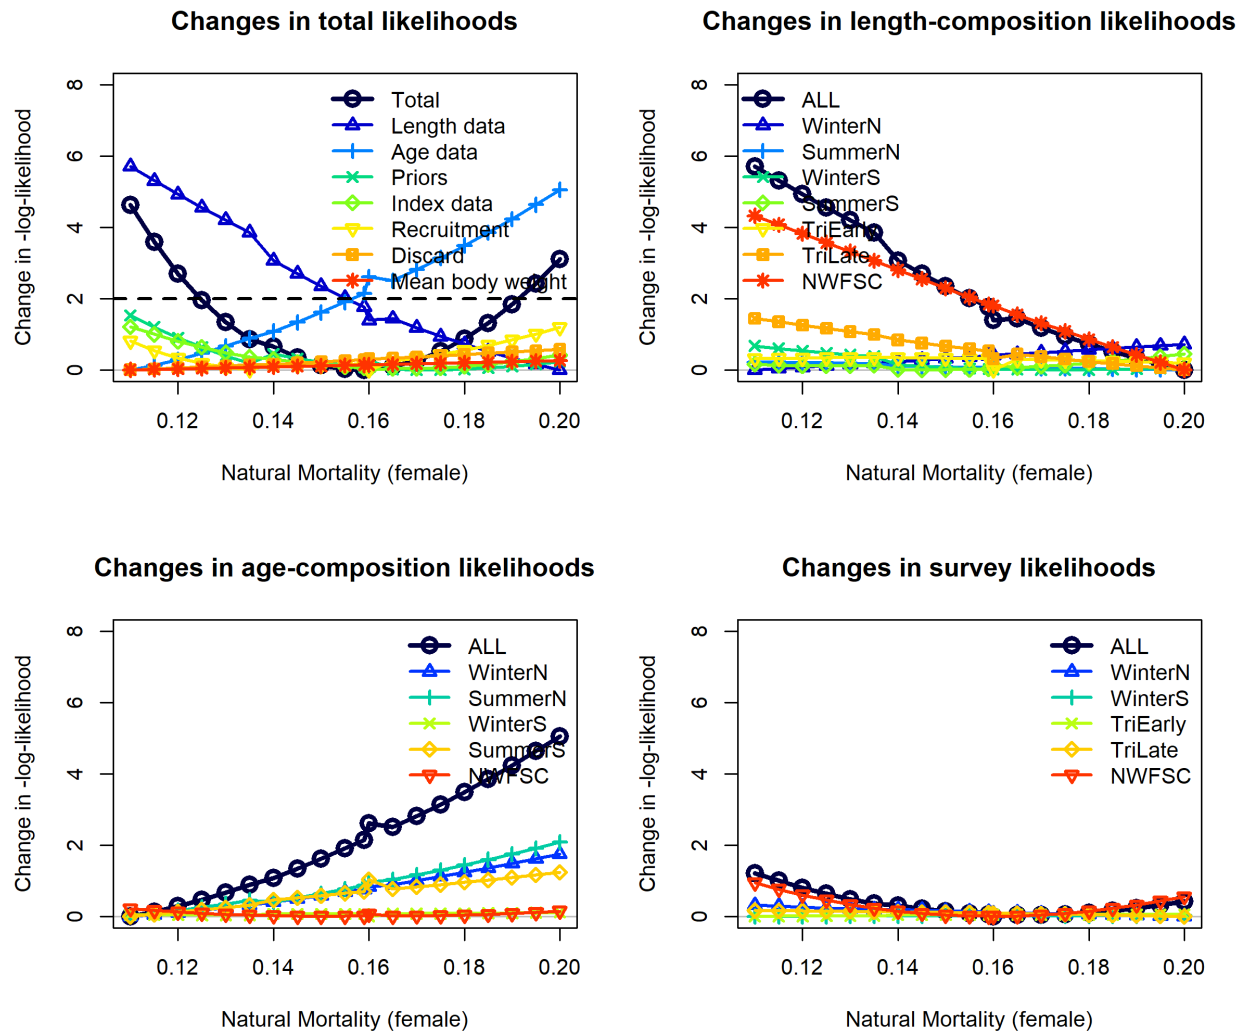 Changes in total likelihoods
Change in -log-likelihood
8
6
4
2
0
Total
Length data
Age data
Priors
Index data
Recruitment
Discard
Mean body weight
0.12
0.14
0.16
0.18
0.20
Natural Mortality (female)
Changes in length-composition likelihoods
Change in -log-likelihood
8
6
4
2
0
ALL
WinterN
SummerN
WinterS
SummerS
TriEarly
TriLate
NWFSC
0.12
0.14
0.16
0.18
0.20
Natural Mortality (female)
Changes in age-composition likelihoods
Change in -log-likelihood
8
6
4
2
0
ALL
WinterN
SummerN
WinterS
SummerS
NWFSC
0.12
0.14
0.16
0.18
0.20
Natural Mortality (female)
Changes in survey likelihoods
Change in -log-likelihood
8
6
4
2
0
ALL
WinterN
WinterS
TriEarly
TriLate
NWFSC
0.12
0.14
0.16
0.18
0.20
Natural Mortality (female)